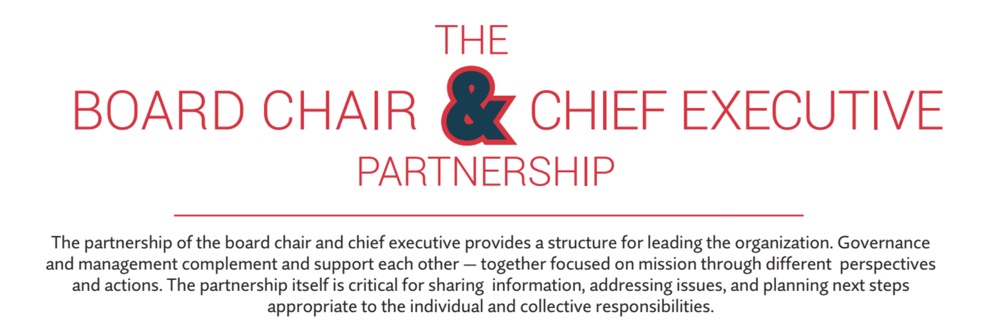 THE
BOARD CHAIR & CHIEF EXECUTIVE
PARTNERSHIP
The partnership of the board chair and chief executive provides a structure for leading the organization. Governance
and management complement and support each other — together focused on mission through different perspectives
and actions. The partnership itself is critical for sharing information, addressing issues, and planning next steps
appropriate to the individual and collective responsibilities.